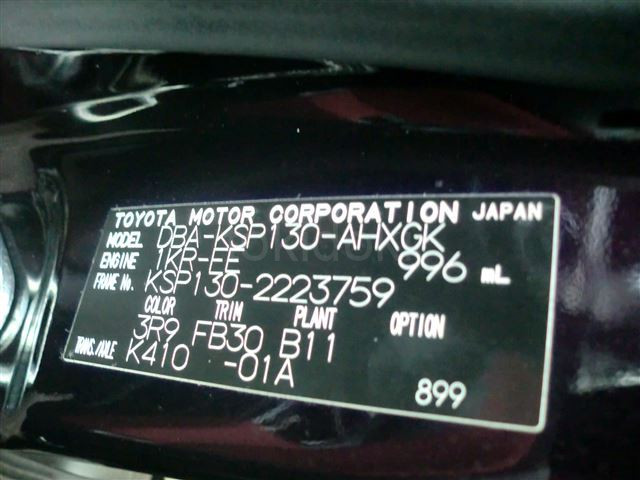 TOYOTA MOTOR CORPORATION JAPAN
MODEL DBA-KSP130-AHXGK
ENGINE 1KR-FE 996 mL
FRAME No. KSP130-2223759
COLOR TRIM PLANT OPTION
3R9 FB30 B11
TRANS./AXLE K410 -01A
899